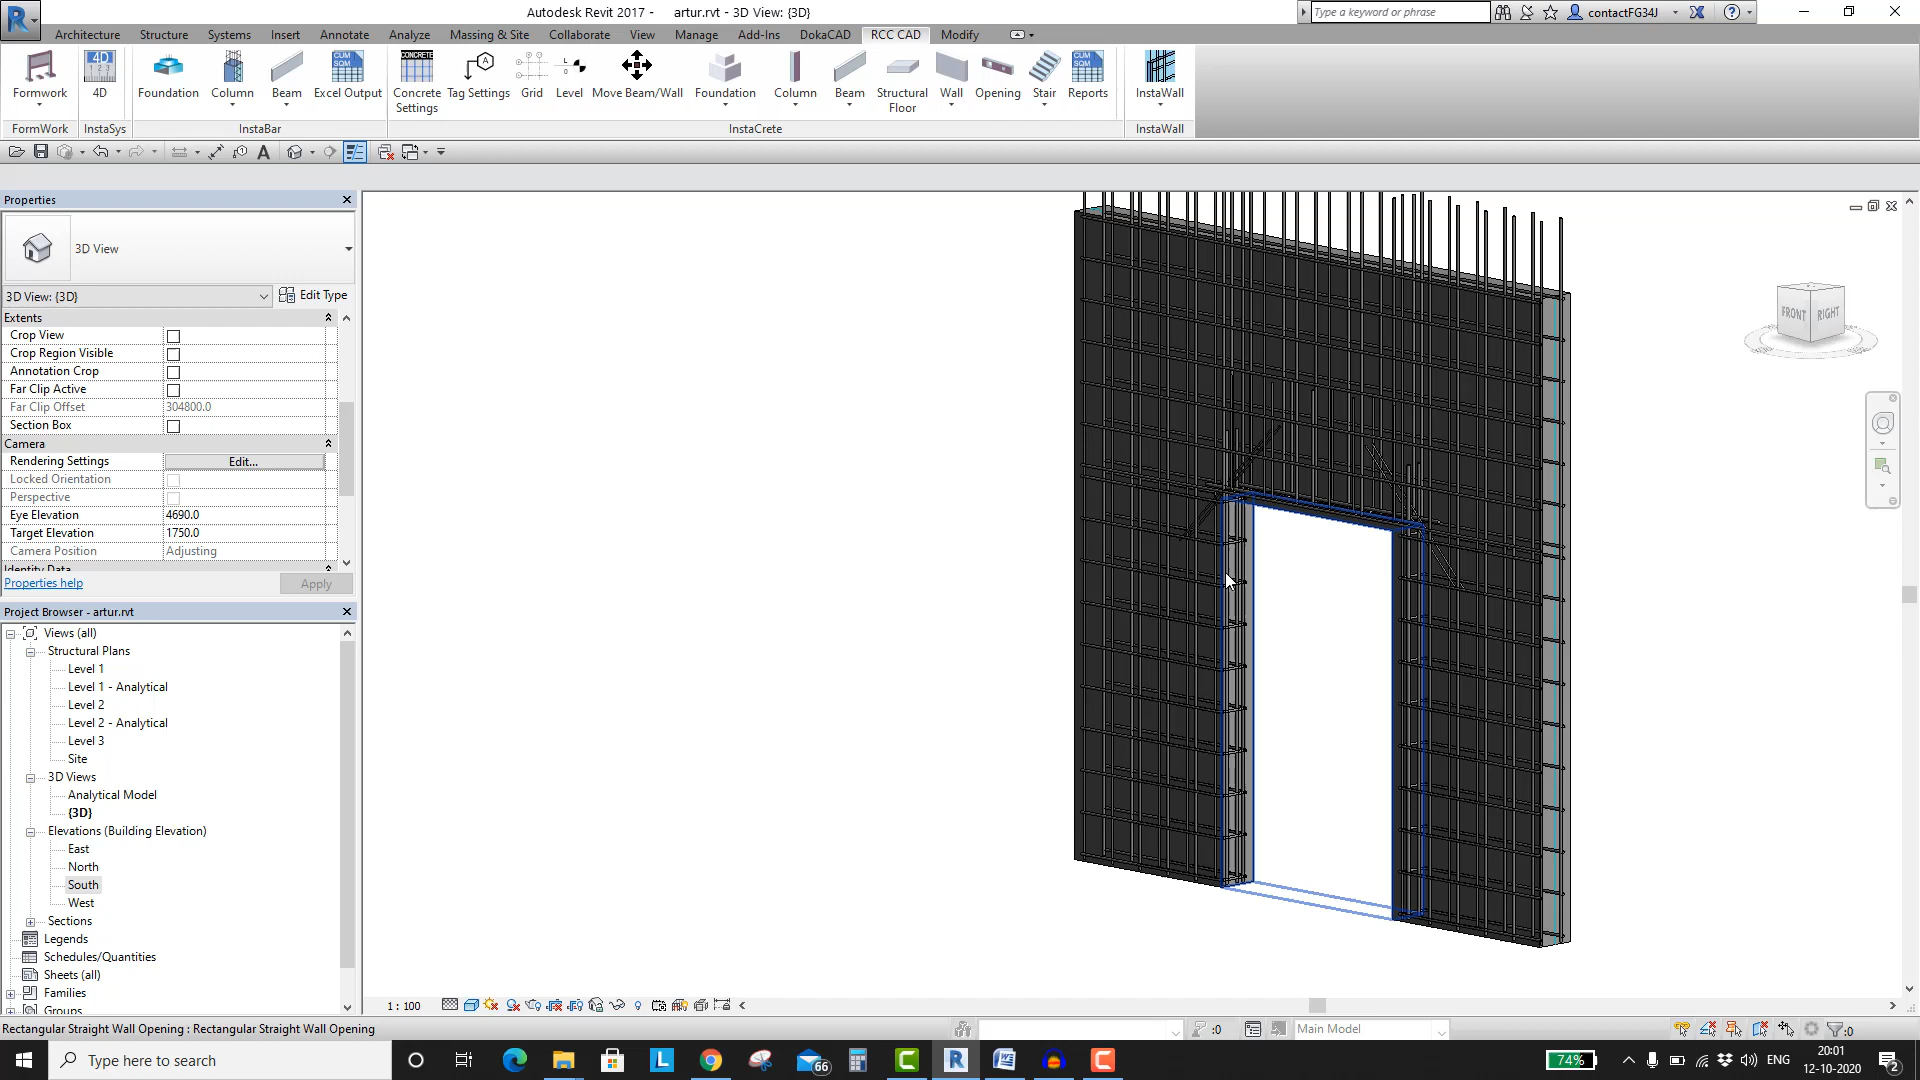 Autodesk Revit 2017 - artur.rvt - 3D View: {3D}
Type a keyword or phrase
contactFG34J
Architecture Structure Systems Insert Annotate Analyze Massing & Site Collaborate View Manage Add-Ins DokaCAD RCC CAD Modify
Formwork
4D
Foundation
Column
Beam
Excel Output
Concrete Settings
Tag Settings
Grid
Level
Move Beam/Wall
Foundation
Column
Beam
Structural Floor
Wall
Opening
Stair
Reports
InstaWall
FormWork InstaSys InstaBar InstaCrete InstaWall
Properties
3D View
3D View: {3D}
Edit Type
Extents
Crop View
Crop Region Visible
Annotation Crop
Far Clip Active
Far Clip Offset 304800.0
Section Box
Camera
Rendering Settings Edit...
Locked Orientation
Perspective
Eye Elevation 4690.0
Target Elevation 1750.0
Camera Position Adjusting
Identity Data
Properties help Apply
Project Browser - artur.rvt
Views (all)
Structural Plans
Level 1
Level 1 - Analytical
Level 2
Level 2 - Analytical
Level 3
Site
3D Views
Analytical Model
{3D}
Elevations (Building Elevation)
East
North
South
West
Sections
Legends
Schedules/Quantities
Sheets (all)
Families
Groups
FRONT RIGHT
1 : 100
Rectangular Straight Wall Opening : Rectangular Straight Wall Opening
:0
Main Model
:0
Type here to search
66
74%
ENG
20:01
12-10-2020
2